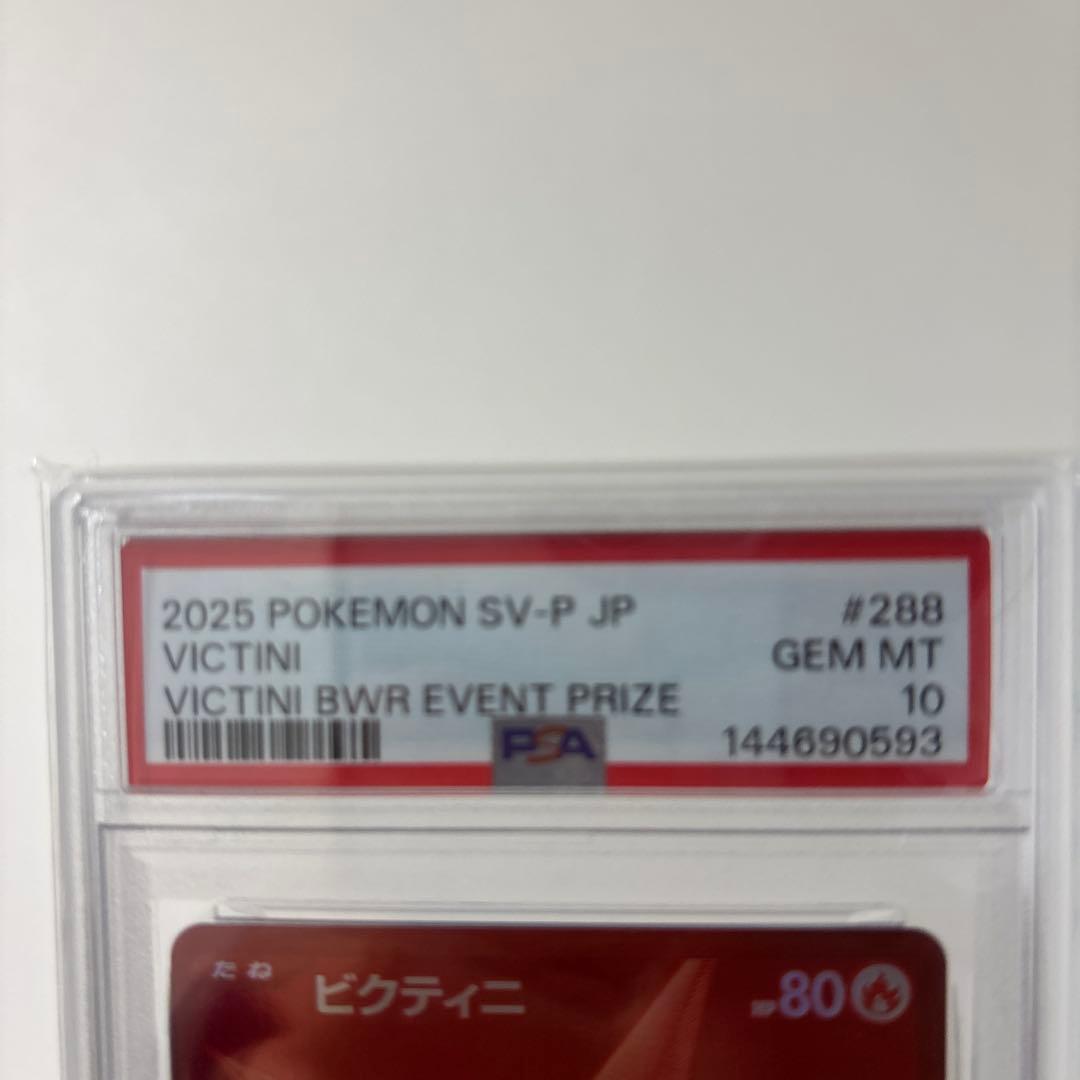 2025 POKEMON SV-P JP #288
VICTINI GEM MT
VICTINI BWR EVENT PRIZE 10
PSA 144690593
たね ビクティニ HP80